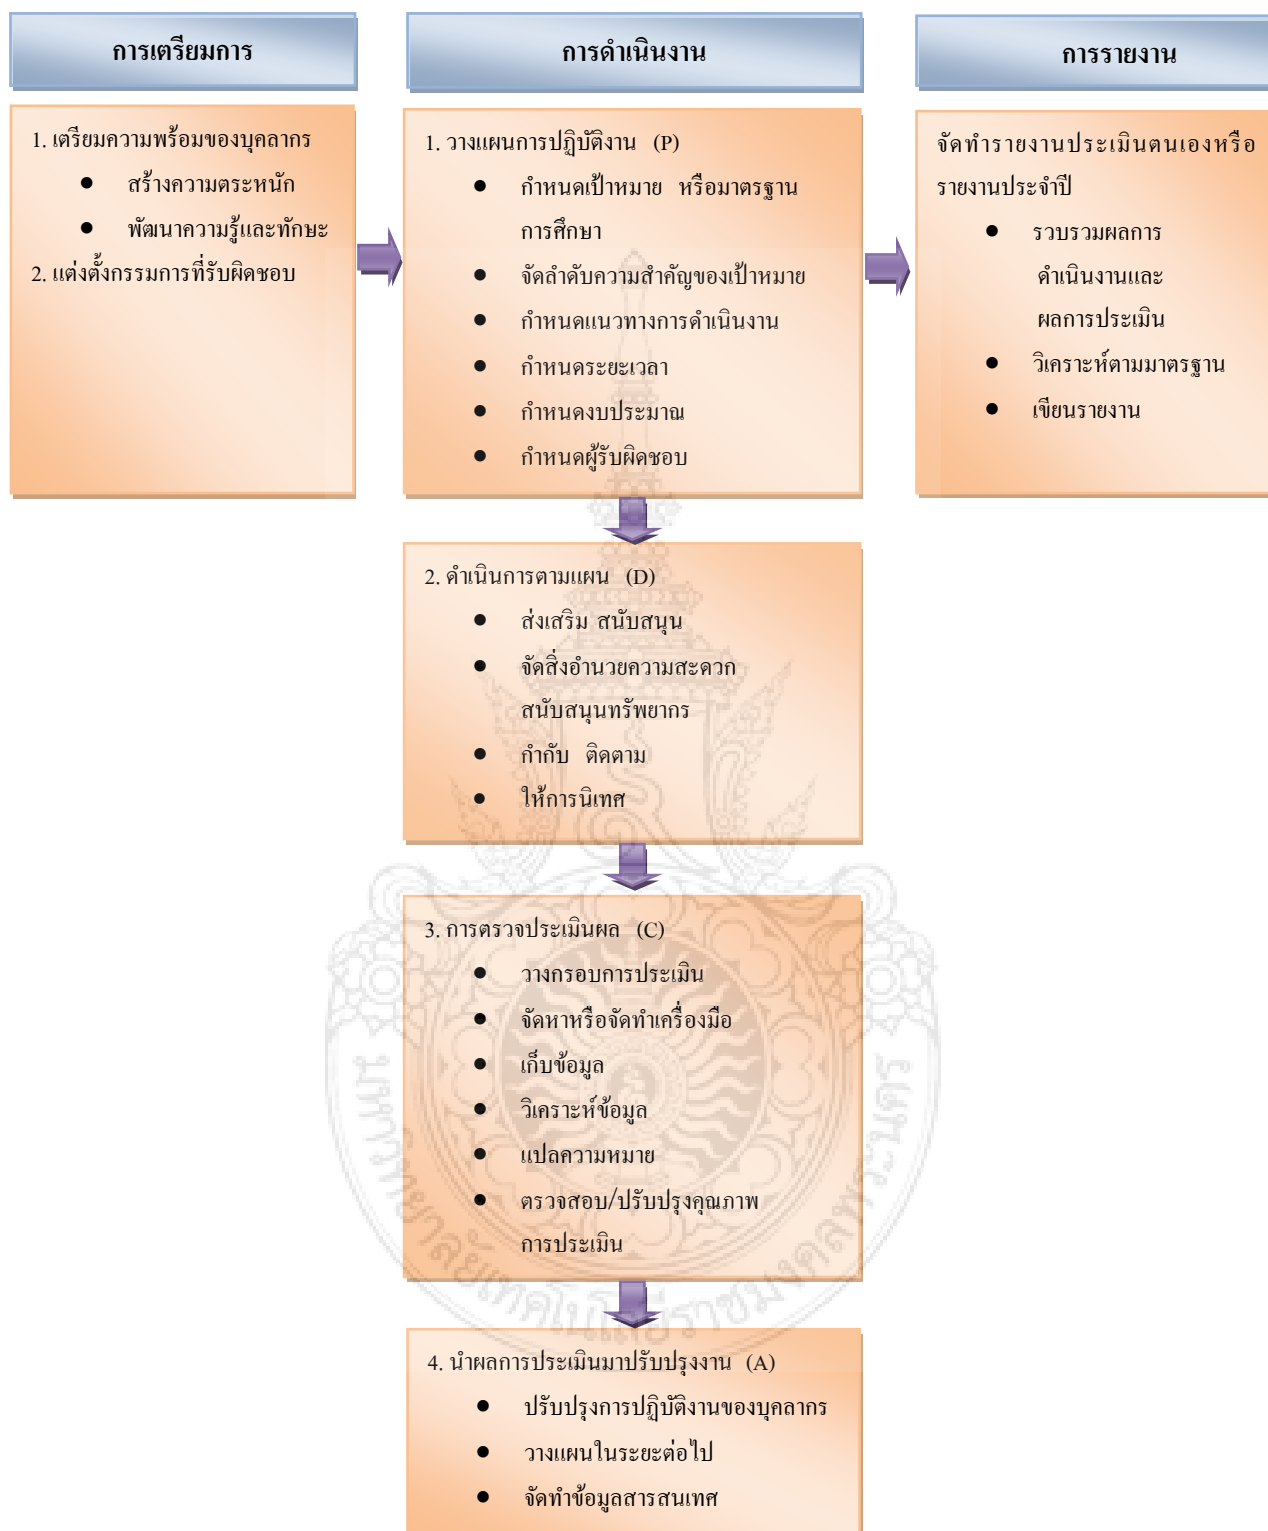 การเตรียมการ
1. เตรียมความพร้อมของบุคลากร
● สร้างความตระหนัก
● พัฒนาความรู้และทักษะ
2. แต่งตั้งกรรมการที่รับผิดชอบ
การดำเนินงาน
1. วางแผนการปฏิบัติงาน (P)
● กำหนดเป้าหมาย หรือมาตรฐาน
การศึกษา
● จัดลำดับความสำคัญของเป้าหมาย
● กำหนดแนวทางการดำเนินงาน
● กำหนดระยะเวลา
● กำหนดงบประมาณ
● กำหนดผู้รับผิดชอบ
2. ดำเนินการตามแผน (D)
● ส่งเสริม สนับสนุน
● จัดสิ่งอำนวยความสะดวก
สนับสนุนทรัพยากร
● กำกับ ติดตาม
● ให้การนิเทศ
3. การตรวจประเมินผล (C)
● วางกรอบการประเมิน
● จัดหาหรือจัดทำเครื่องมือ
● เก็บข้อมูล
● วิเคราะห์ข้อมูล
● แปลความหมาย
● ตรวจสอบ/ปรับปรุงคุณภาพ
การประเมิน
4. นำผลการประเมินมาปรับปรุงงาน (A)
● ปรับปรุงการปฏิบัติงานของบุคลากร
● วางแผนในระยะต่อไป
● จัดทำข้อมูลสารสนเทศ
การรายงาน
จัดทำรายงานประเมินตนเองหรือ
รายงานประจำปี
● รวบรวมผลการ
ดำเนินงานและ
ผลการประเมิน
● วิเคราะห์ตามมาตรฐาน
● เขียนรายงาน
มหาวิทยาลัยเทคโนโลยีราชมงคลพระนคร